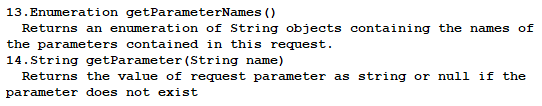 13.Enumeration getParameterNames()
Returns an enumeration of String objects containing the names of
the parameters contained in this request.
14.String getParameter(String name)
Returns the value of request parameter as string or null if the
parameter does not exist